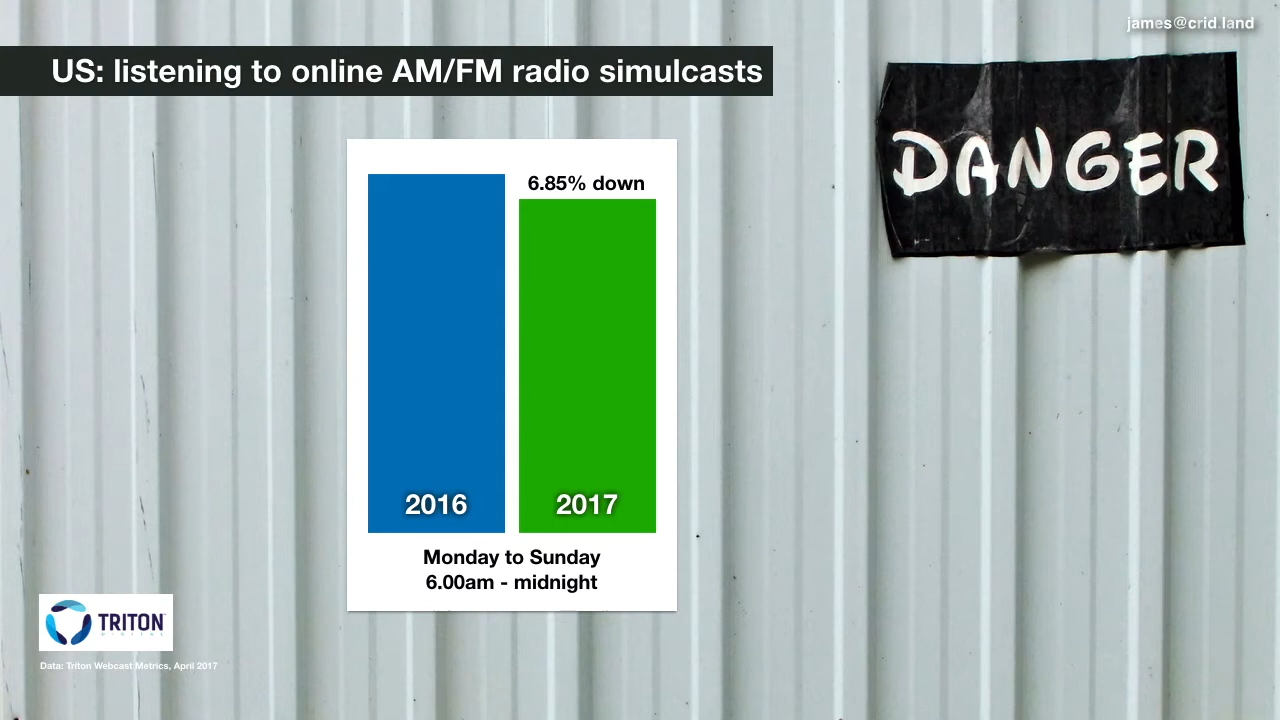 james@crid.land
US: listening to online AM/FM radio simulcasts
DANGER
6.85% down
2016
2017
Monday to Sunday
6.00am - midnight
TRITON
DIGITAL
Data: Triton Webcast Metrics, April 2017